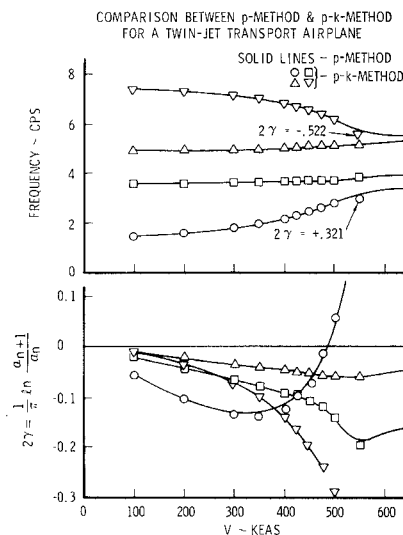 COMPARISON BETWEEN p-METHOD & p-k-METHOD
FOR A TWIN-JET TRANSPORT AIRPLANE
SOLID LINES - p-METHOD
○ □ △ ▽ } - p-k-METHOD
FREQUENCY ~ CPS
8
6
4
2
0
2γ = -.522
2γ = +.321
2γ = 1/π ln a_n+1/a_n
0.1
0
-0.1
-0.2
-0.3
0 100 200 300 400 500 600
V ~ KEAS